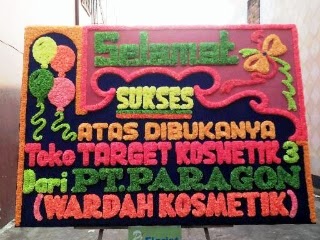 Selamat
SUKSES
ATAS DIBUKANYA
Toko TARGET KOSMETIK 3
Dari PT.PARAGON
(WARDAH KOSMETIK)